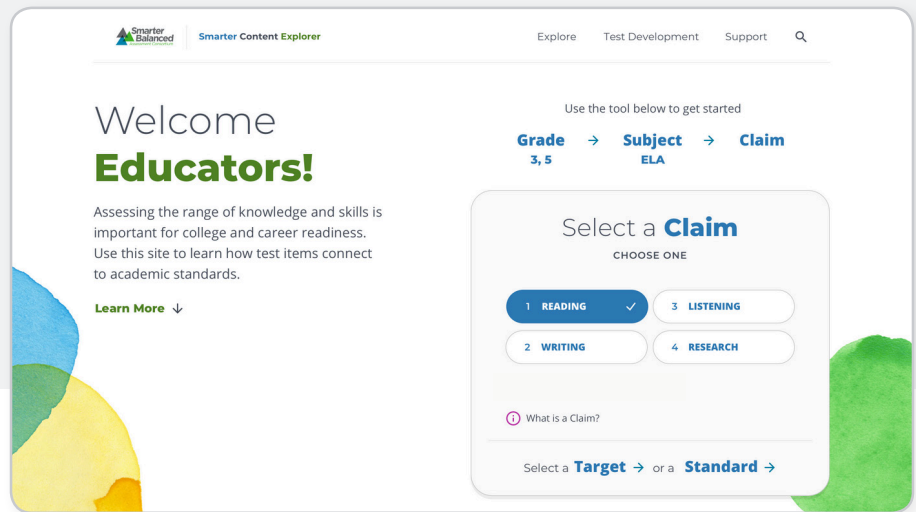 Smarter
Balanced
Smarter Content Explorer
Explore Test Development Support
Welcome
Educators!
Assessing the range of knowledge and skills is
important for college and career readiness.
Use this site to learn how test items connect
to academic standards.
Learn More ↓
Use the tool below to get started
Grade → Subject → Claim
3, 5 ELA
Select a Claim
CHOOSE ONE
1 READING
3 LISTENING
2 WRITING
4 RESEARCH
What is a Claim?
Select a Target → or a Standard →